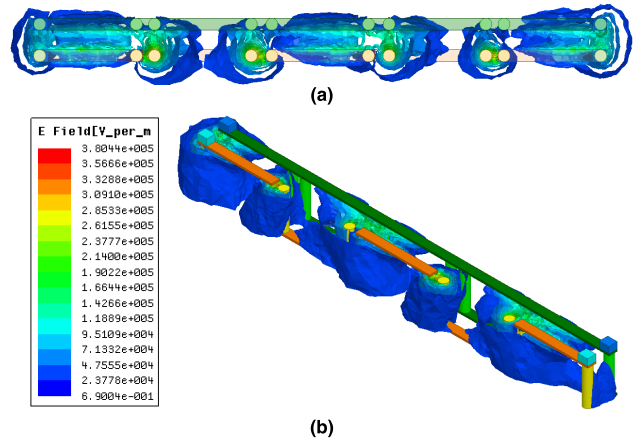 (a)
E Field[Y_per_m
3.8044e+005
3.5666e+005
3.3288e+005
3.0910e+005
2.8533e+005
2.6155e+005
2.3777e+005
2.1400e+005
1.9022e+005
1.6644e+005
1.4266e+005
1.1889e+005
9.5109e+004
7.1332e+004
4.7555e+004
2.3778e+004
6.9004e-001
(b)